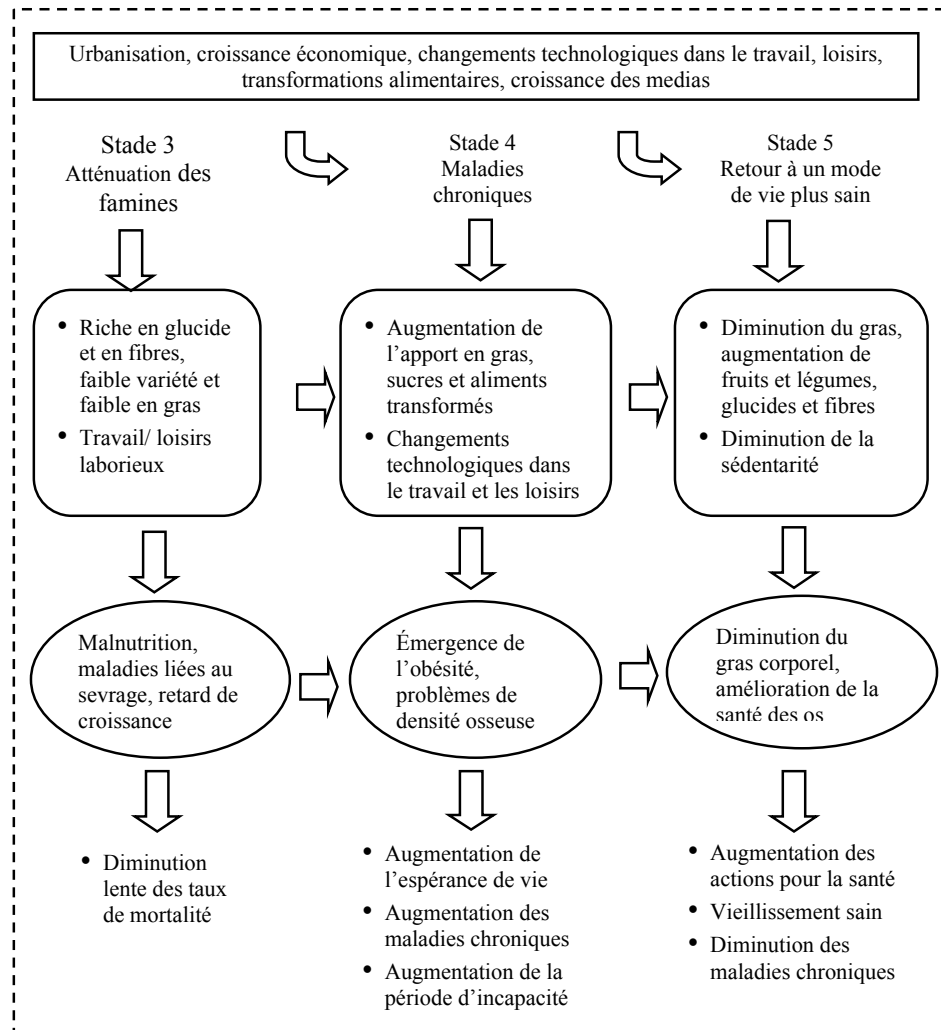 Urbanisation, croissance économique, changements technologiques dans le travail, loisirs,
transformations alimentaires, croissance des medias
Stade 3
Atténuation des
famines
Stade 4
Maladies
chroniques
Stade 5
Retour à un mode
de vie plus sain
• Riche en glucide
et en fibres,
faible variété et
faible en gras
• Travail/ loisirs
laborieux
• Augmentation de
l’apport en gras,
sucres et aliments
transformés
• Changements
technologiques dans
le travail et les loisirs
• Diminution du gras,
augmentation de
fruits et légumes,
glucides et fibres
• Diminution de la
sédentarité
Malnutrition,
maladies liées au
sevrage, retard de
croissance
Émergence de
l’obésité,
problèmes de
densité osseuse
Diminution du
gras corporel,
amélioration de la
santé des os
• Diminution
lente des taux
de mortalité
• Augmentation de
l’espérance de vie
• Augmentation des
maladies chroniques
• Augmentation de la
période d’incapacité
• Augmentation des
actions pour la santé
• Vieillissement sain
• Diminution des
maladies chroniques